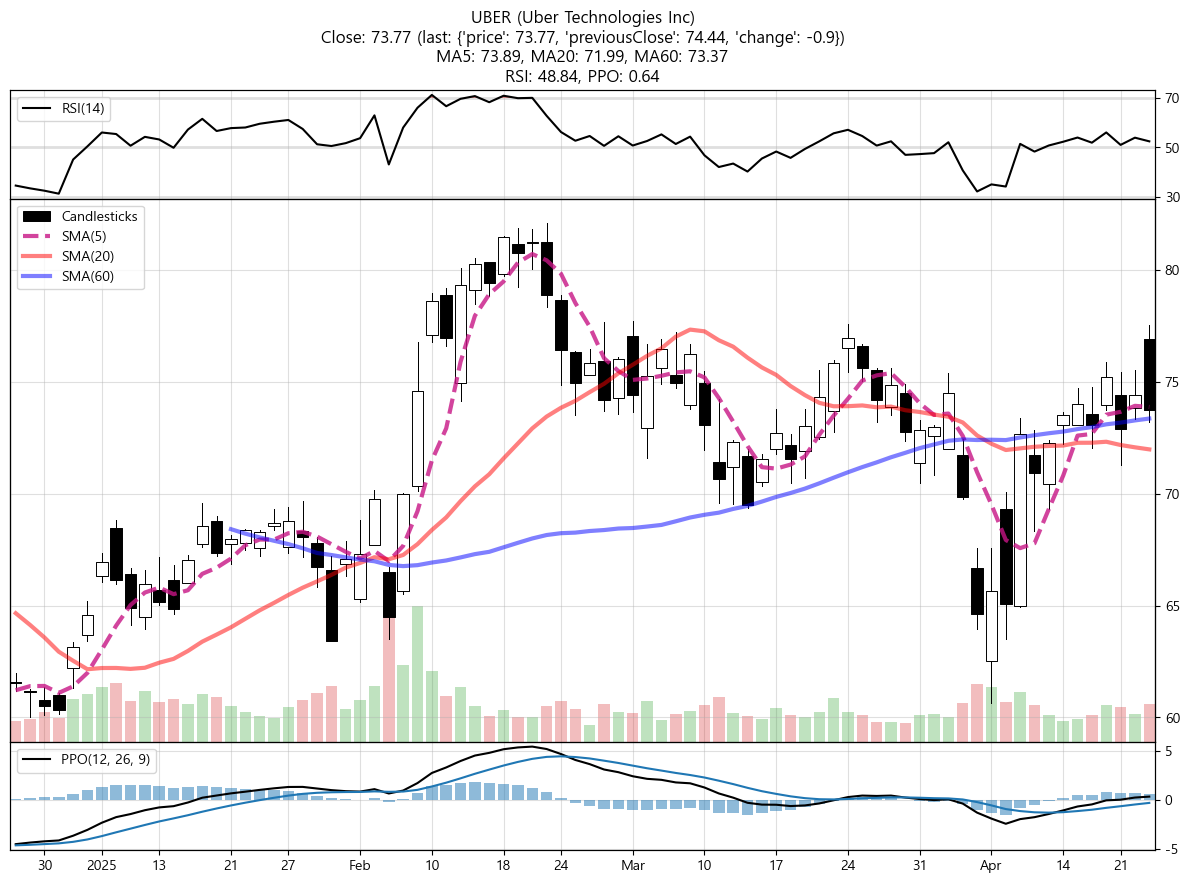 UBER (Uber Technologies Inc)
Close: 73.77 (last: {'price': 73.77, 'previousClose': 74.44, 'change': -0.9})
MA5: 73.89, MA20: 71.99, MA60: 73.37
RSI: 48.84, PPO: 0.64
RSI(14)
70
50
30
Candlesticks
SMA(5)
SMA(20)
SMA(60)
80
75
70
65
60
PPO(12, 26, 9)
5
0
-5
30 2025 13 21 27 Feb 10 18 24 Mar 10 17 24 31 Apr 14 21